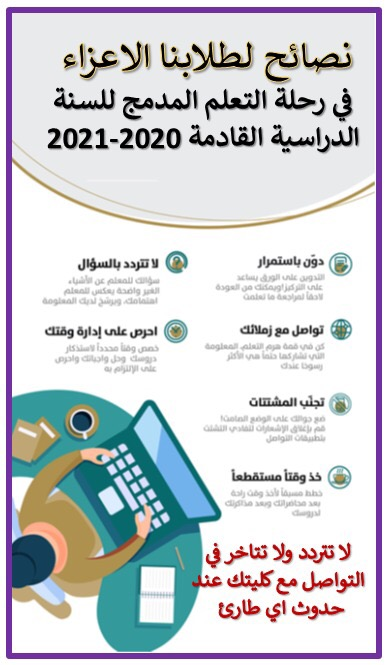 نصائح لطلابنا الاعزاء
في رحلة التعلم المدمج للسنة
الدراسية القادمة 2020-2021
دوّن باستمرار
التدوين على الورق يساعد
على التركيز ويمكنك من العودة
لاحقاً لمراجعة ما تعلمت
لا تتردد بالسؤال
سؤالك للمعلم عن الأشياء
الغير واضحة يعكس للمعلم
اهتمامك، ويرسّخ لديك المعلومة
تواصل مع زملائك
كن في قمة هرم التعلم، المعلومة
التي تشاركها حتماً هي الأكثر
رسوخا عندك
احرص على إدارة وقتك
خصص وقتاً محدداً لاستذكار
دروسك وحل واجباتك واحرص
على الإلتزام به
تجنّب المشتتات
ضع جوالك على الوضع الصامت!
قم بإغلاق الإشعارات لتفادي التشتت
بتطبيقات التواصل
خذ وقتاً مستقطعاً
خطط مسبقاً لأخذ وقت راحة
بعد محاضراتك وبعد مذاكرتك
لدروسك
لا تتردد ولا تتاخر في
التواصل مع كليتك عند
حدوث اي طارئ